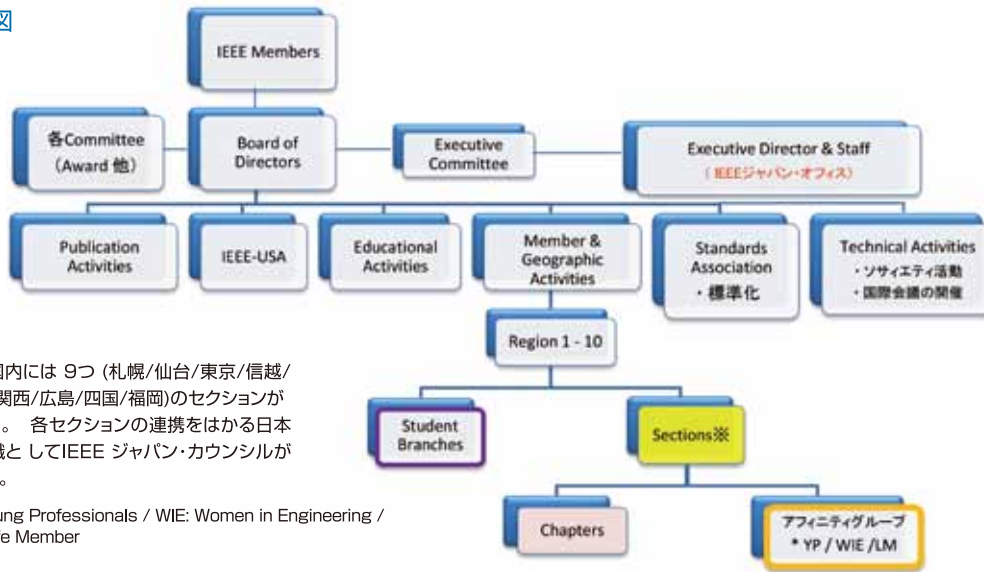 図
IEEE Members
各Committee
(Award 他)
Board of
Directors
Executive
Committee
Executive Director & Staff
( IEEEジャパン・オフィス)
Publication
Activities
IEEE-USA
Educational
Activities
Member &
Geographic
Activities
Standards
Association
・標準化
Technical Activities
・ソサイエティ活動
・国際会議の開催
Region 1 - 10
Student
Branches
Sections※
Chapters
アフィニティグループ
* YP / WIE /LM
内には 9つ (札幌/仙台/東京/信越/
関西/広島/四国/福岡)のセクションが
。 各セクションの連携をはかる日本
としてIEEE ジャパン・カウンシルが
。
ung Professionals / WIE: Women in Engineering /
fe Member